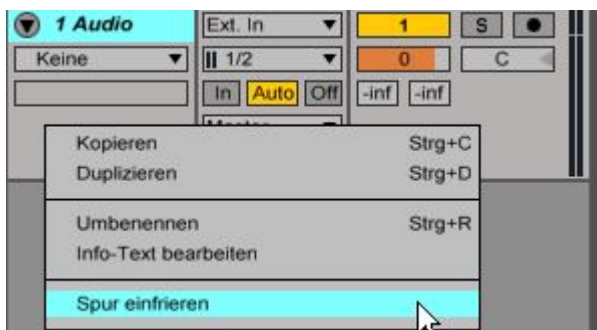 1 Audio Ext. In 1 S
Keine 1/2 0 C
In Auto Off -inf -inf
Master
Kopieren Strg+C
Duplizieren Strg+D
Umbenennen Strg+R
Info-Text bearbeiten
Spur einfrieren